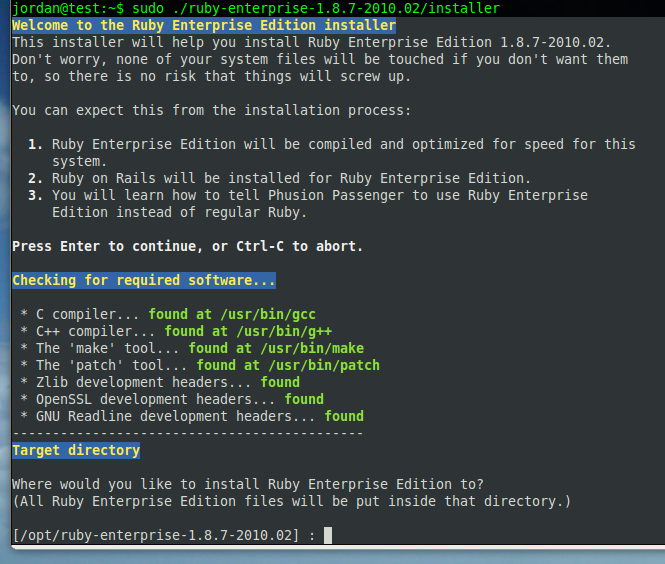 jordan@test:~$ sudo ./ruby-enterprise-1.8.7-2010.02/installer
Welcome to the Ruby Enterprise Edition installer
This installer will help you install Ruby Enterprise Edition 1.8.7-2010.02.
Don't worry, none of your system files will be touched if you don't want them
to, so there is no risk that things will screw up.
You can expect this from the installation process:
1. Ruby Enterprise Edition will be compiled and optimized for speed for this
system.
2. Ruby on Rails will be installed for Ruby Enterprise Edition.
3. You will learn how to tell Phusion Passenger to use Ruby Enterprise
Edition instead of regular Ruby.
Press Enter to continue, or Ctrl-C to abort.
Checking for required software...
* C compiler... found at /usr/bin/gcc
* C++ compiler... found at /usr/bin/g++
* The 'make' tool... found at /usr/bin/make
* The 'patch' tool... found at /usr/bin/patch
* Zlib development headers... found
* OpenSSL development headers... found
* GNU Readline development headers... found
--------------------------------------------
Target directory
Where would you like to install Ruby Enterprise Edition to?
(All Ruby Enterprise Edition files will be put inside that directory.)
[/opt/ruby-enterprise-1.8.7-2010.02] :